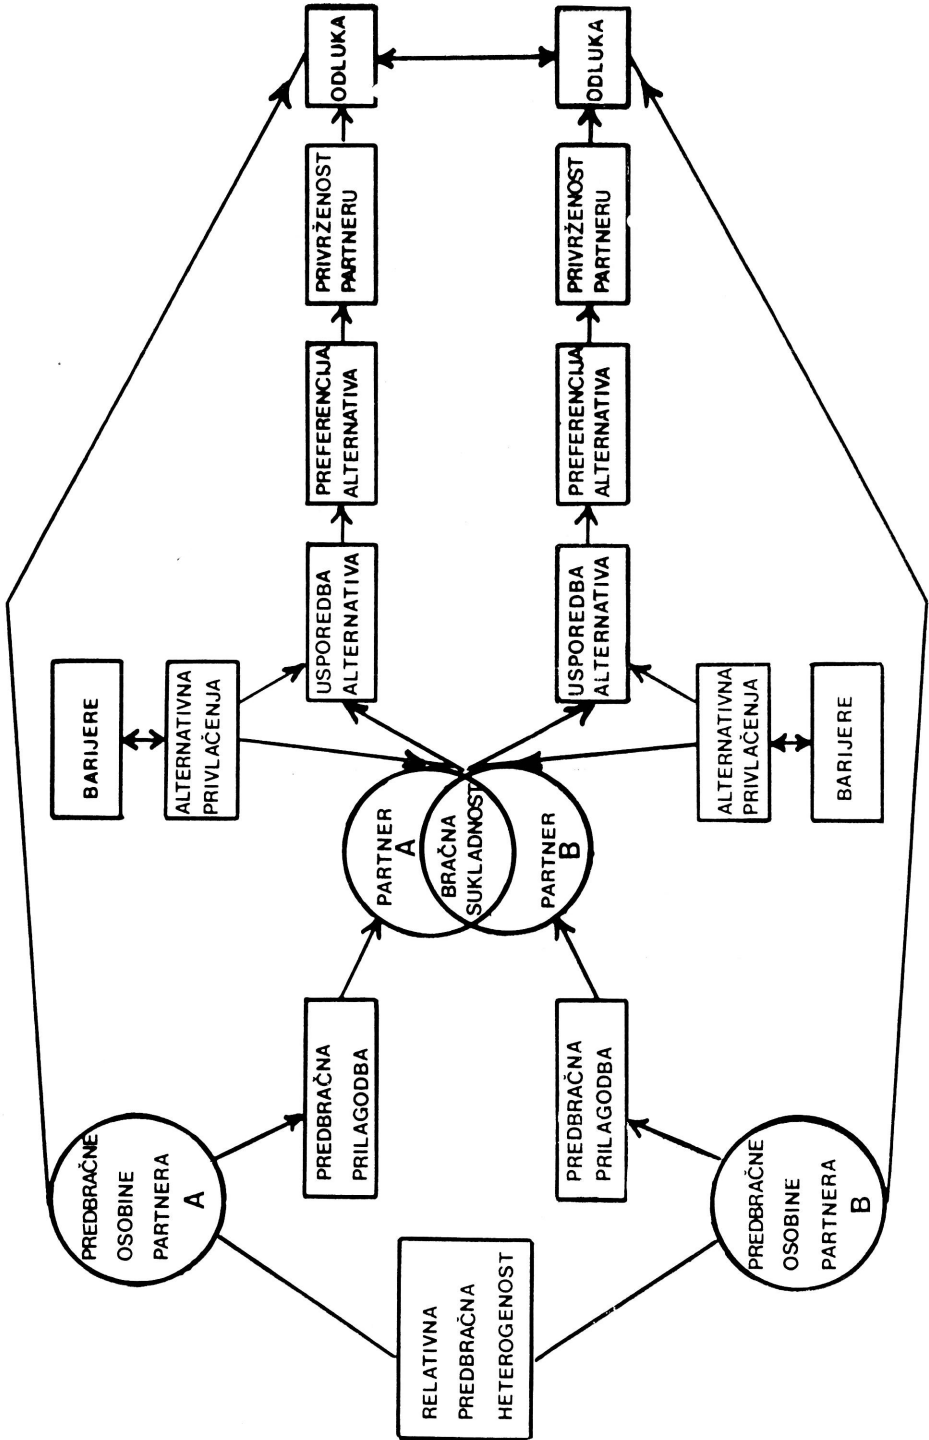 RELATIVNA
PREDBRAČNA
HETEROGENOST
PREDBRAČNE
OSOBINE
PARTNERA
A
PREDBRAČNA
PRILAGODBA
PREDBRAČNA
PRILAGODBA
PREDBRAČNE
OSOBINE
PARTNERA
B
PARTNER
A
BRAČNA
SUKLADNOST
PARTNER
B
BARIJERE
ALTERNATIVNA
PRIVLAČENJA
ALTERNATIVNA
PRIVLAČENJA
BARIJERE
USPOREDBA
ALTERNATIVA
USPOREDBA
ALTERNATIVA
PREFERENCIJA
ALTERNATIVA
PREFERENCIJA
ALTERNATIVA
PRIVRŽENOST
PARTNERU
PRIVRŽENOST
PARTNERU
ODLUKA
ODLUKA